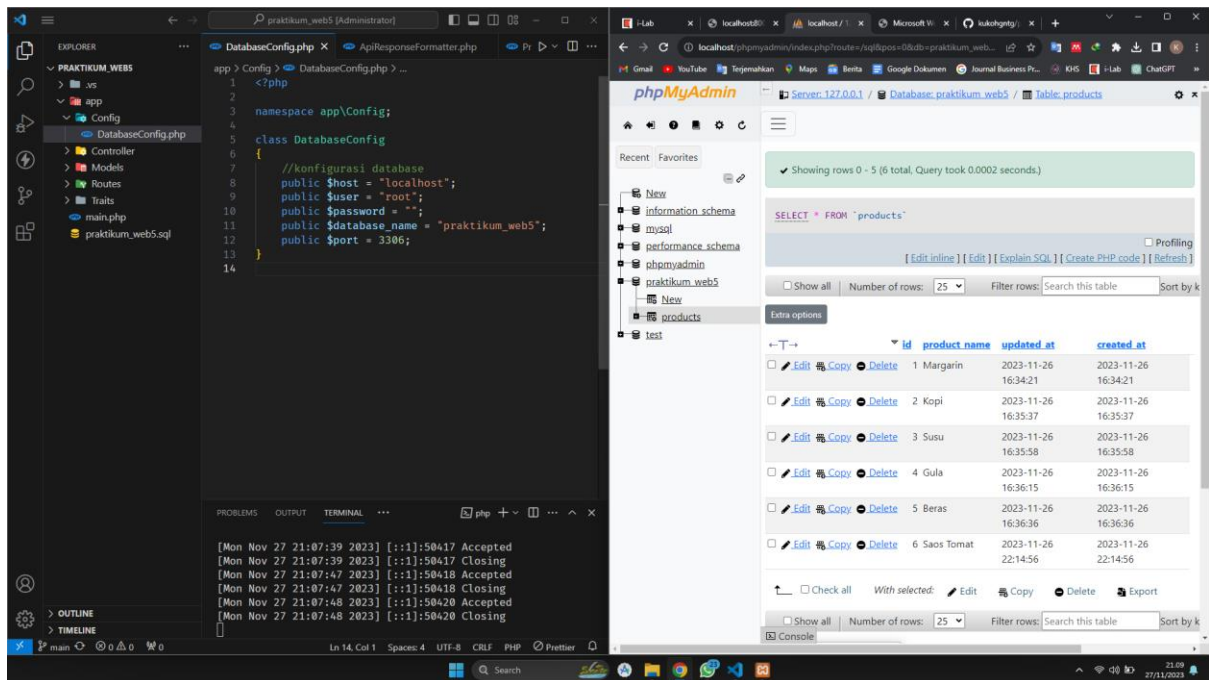 praktikum_web5 [Administrator]
EXPLORER
PRAKTIKUM_WEB5
.vs
app
Config
DatabaseConfig.php
Controller
Models
Routes
Traits
main.php
praktikum_web5.sql
OUTLINE
TIMELINE
DatabaseConfig.php
ApiResponseFormatter.php
Pr
app > Config > DatabaseConfig.php > ...
1 <?php
2
3 namespace app\Config;
4
5 class DatabaseConfig
6 {
7 //konfigurasi database
8 public $host = "localhost";
9 public $user = "root";
10 public $password = "";
11 public $database_name = "praktikum_web5";
12 public $port = 3306;
13 }
14
PROBLEMS OUTPUT TERMINAL ...
php
[Mon Nov 27 21:07:39 2023] [::1]:50417 Accepted
[Mon Nov 27 21:07:39 2023] [::1]:50417 Closing
[Mon Nov 27 21:07:47 2023] [::1]:50418 Accepted
[Mon Nov 27 21:07:47 2023] [::1]:50418 Closing
[Mon Nov 27 21:07:48 2023] [::1]:50420 Accepted
[Mon Nov 27 21:07:48 2023] [::1]:50420 Closing
main 0 0 0 Ln 14, Col 1 Spaces: 4 UTF-8 CRLF PHP Prettier
i-Lab
localhost:80
localhost / 1
Microsoft W
lukohgntg/
localhost/phpmyadmin/index.php?route=/sql&pos=0&db=praktikum_web...
Gmail YouTube Terjemahkan Maps Berita Google Dokumen Journal Business Pr... KHS i-Lab ChatGPT
phpMyAdmin
Recent Favorites
New
information_schema
mysql
performance_schema
phpmyadmin
praktikum_web5
New
products
test
Server: 127.0.0.1 / Database: praktikum_web5 / Table: products
Showing rows 0 - 5 (6 total, Query took 0.0002 seconds.)
SELECT * FROM `products`
Profiling
[ Edit inline ] [ Edit ] [ Explain SQL ] [ Create PHP code ] [ Refresh ]
Show all | Number of rows: 25 Filter rows: Search this table Sort by k
Extra options
←T→ id product_name updated_at created_at
Edit Copy Delete 1 Margarin 2023-11-26 2023-11-26
16:34:21 16:34:21
Edit Copy Delete 2 Kopi 2023-11-26 2023-11-26
16:35:37 16:35:37
Edit Copy Delete 3 Susu 2023-11-26 2023-11-26
16:35:58 16:35:58
Edit Copy Delete 4 Gula 2023-11-26 2023-11-26
16:36:15 16:36:15
Edit Copy Delete 5 Beras 2023-11-26 2023-11-26
16:36:36 16:36:36
Edit Copy Delete 6 Saos Tomat 2023-11-26 2023-11-26
22:14:56 22:14:56
Check all With selected: Edit Copy Delete Export
Show all | Number of rows: 25 Filter rows: Search this table Sort by k
Console
Search
21.09
27/11/2023